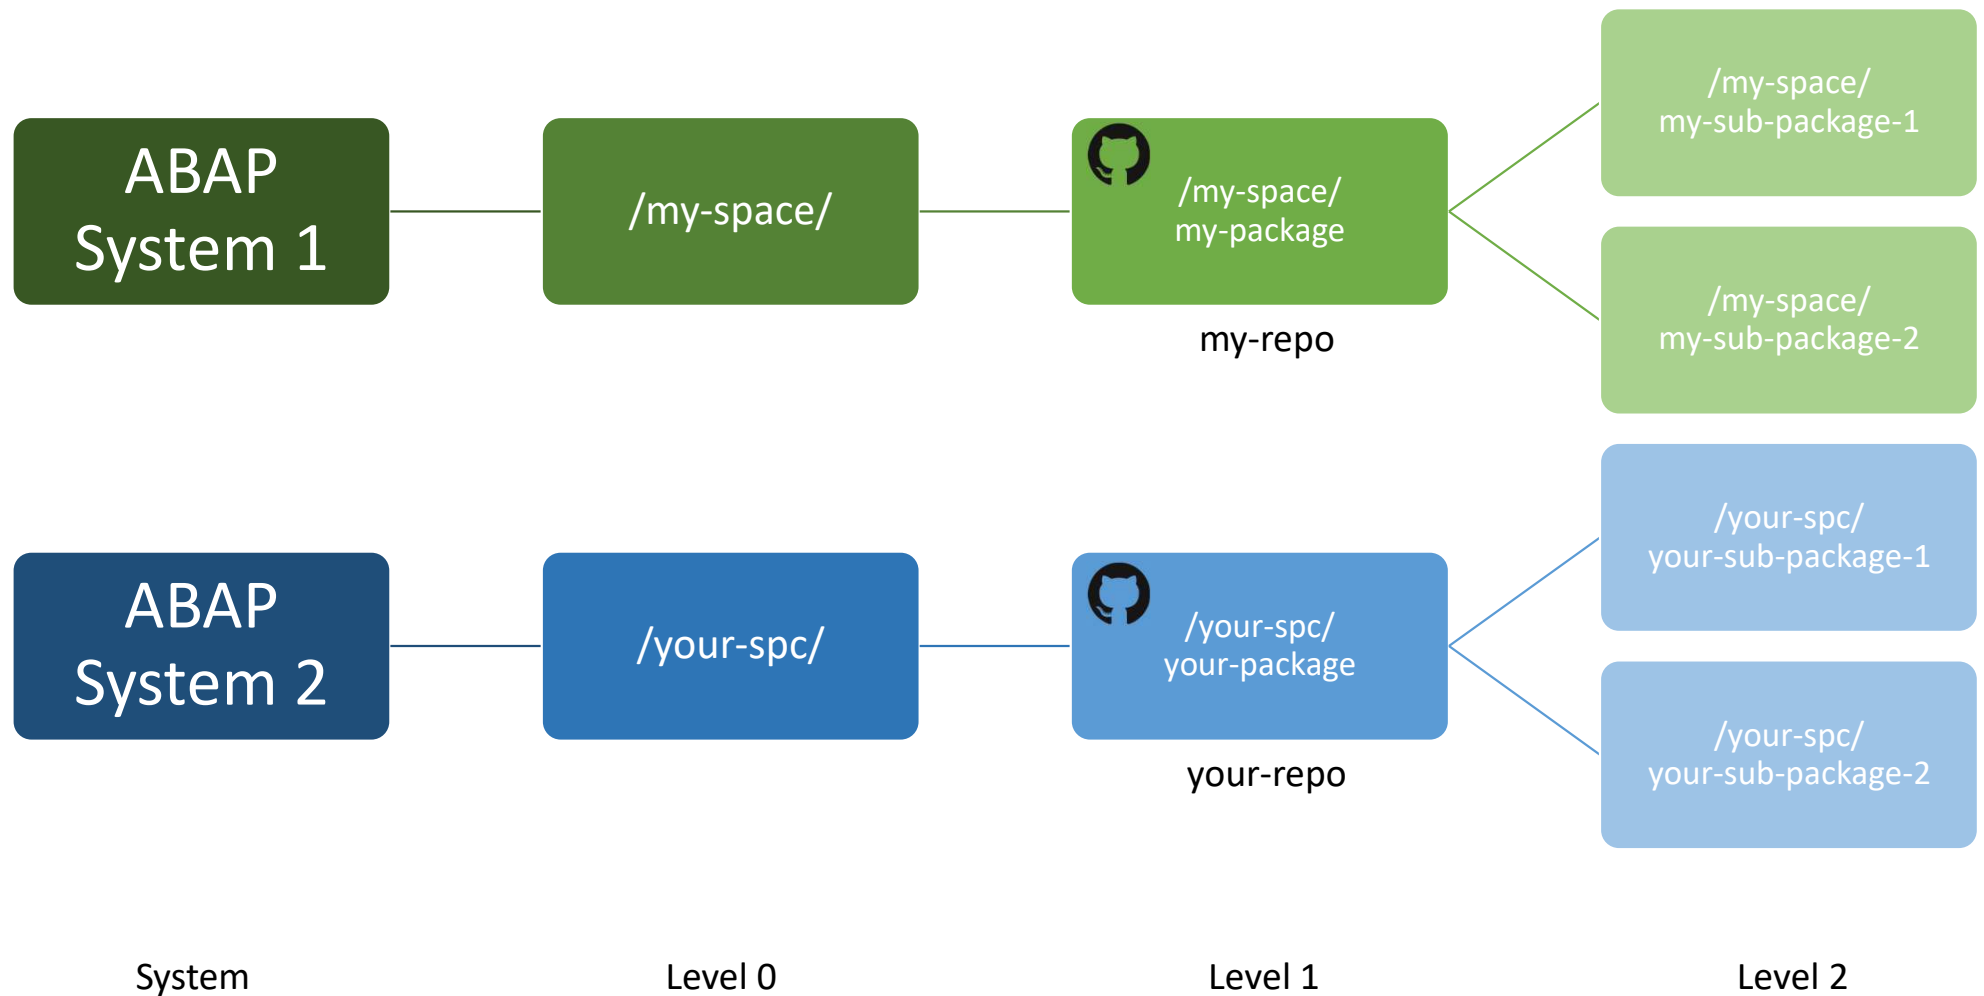 ABAP
System 1
/my-space/
/my-space/
my-package
my-repo
/my-space/
my-sub-package-1
/my-space/
my-sub-package-2
ABAP
System 2
/your-spc/
/your-spc/
your-package
your-repo
/your-spc/
your-sub-package-1
/your-spc/
your-sub-package-2
System
Level 0
Level 1
Level 2